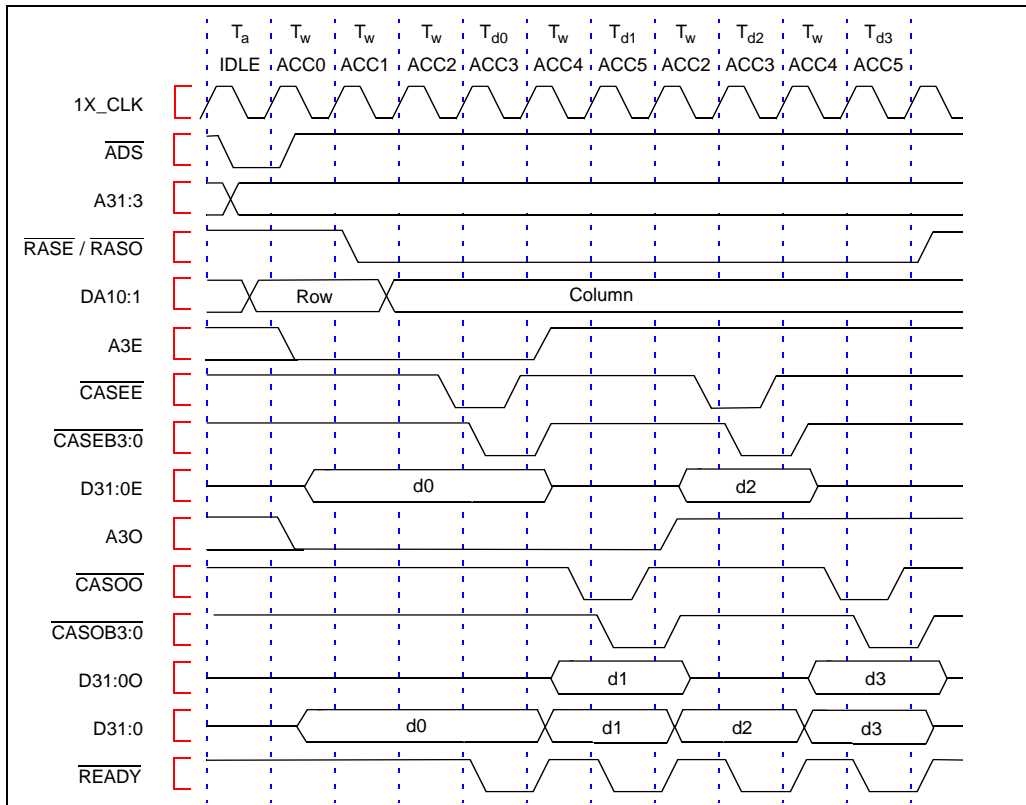 Ta Tw Tw Tw Td0 Tw Td1 Tw Td2 Tw Td3
IDLE ACC0 ACC1 ACC2 ACC3 ACC4 ACC5 ACC2 ACC3 ACC4 ACC5
1X_CLK
ADS
A31:3
RASE / RASO
DA10:1 Row Column
A3E
CASEE
CASEB3:0
D31:0E d0 d2
A3O
CASOO
CASOB3:0
D31:0O d1 d3
D31:0 d0 d1 d2 d3
READY